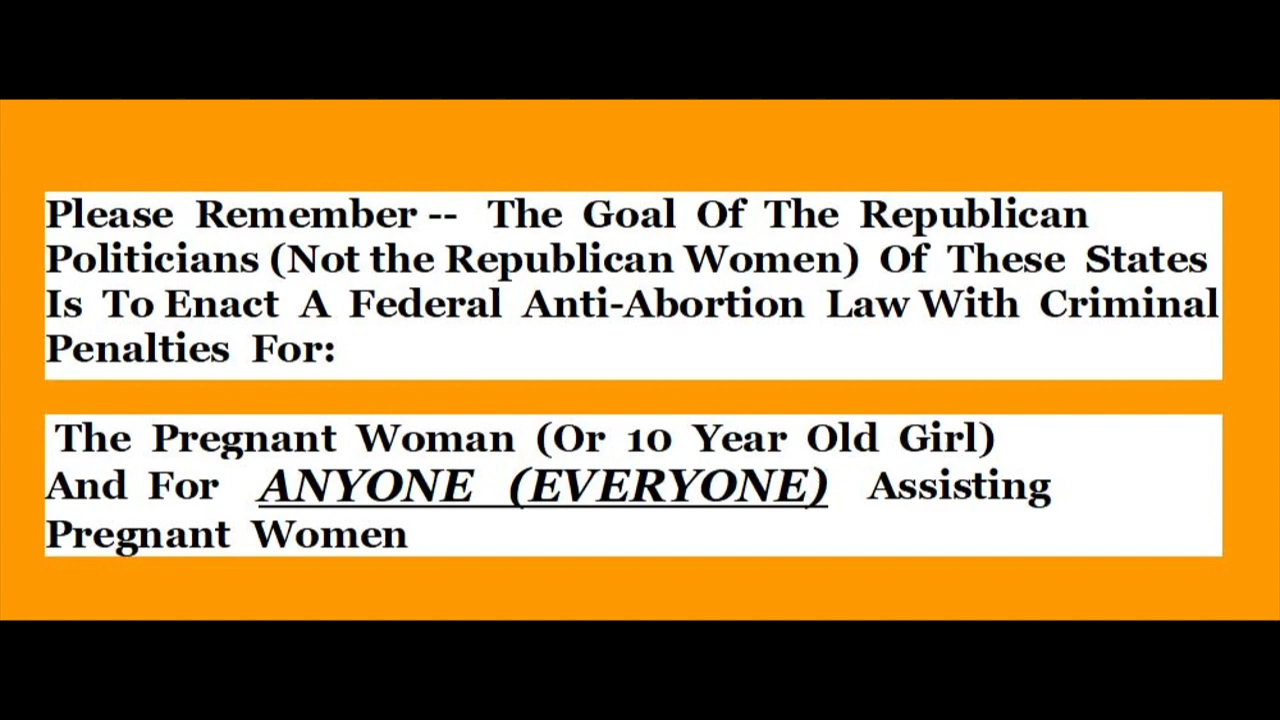 Please Remember -- The Goal Of The Republican
Politicians (Not the Republican Women) Of These States
Is To Enact A Federal Anti-Abortion Law With Criminal
Penalties For:
The Pregnant Woman (Or 10 Year Old Girl)
And For ANYONE (EVERYONE) Assisting
Pregnant Women